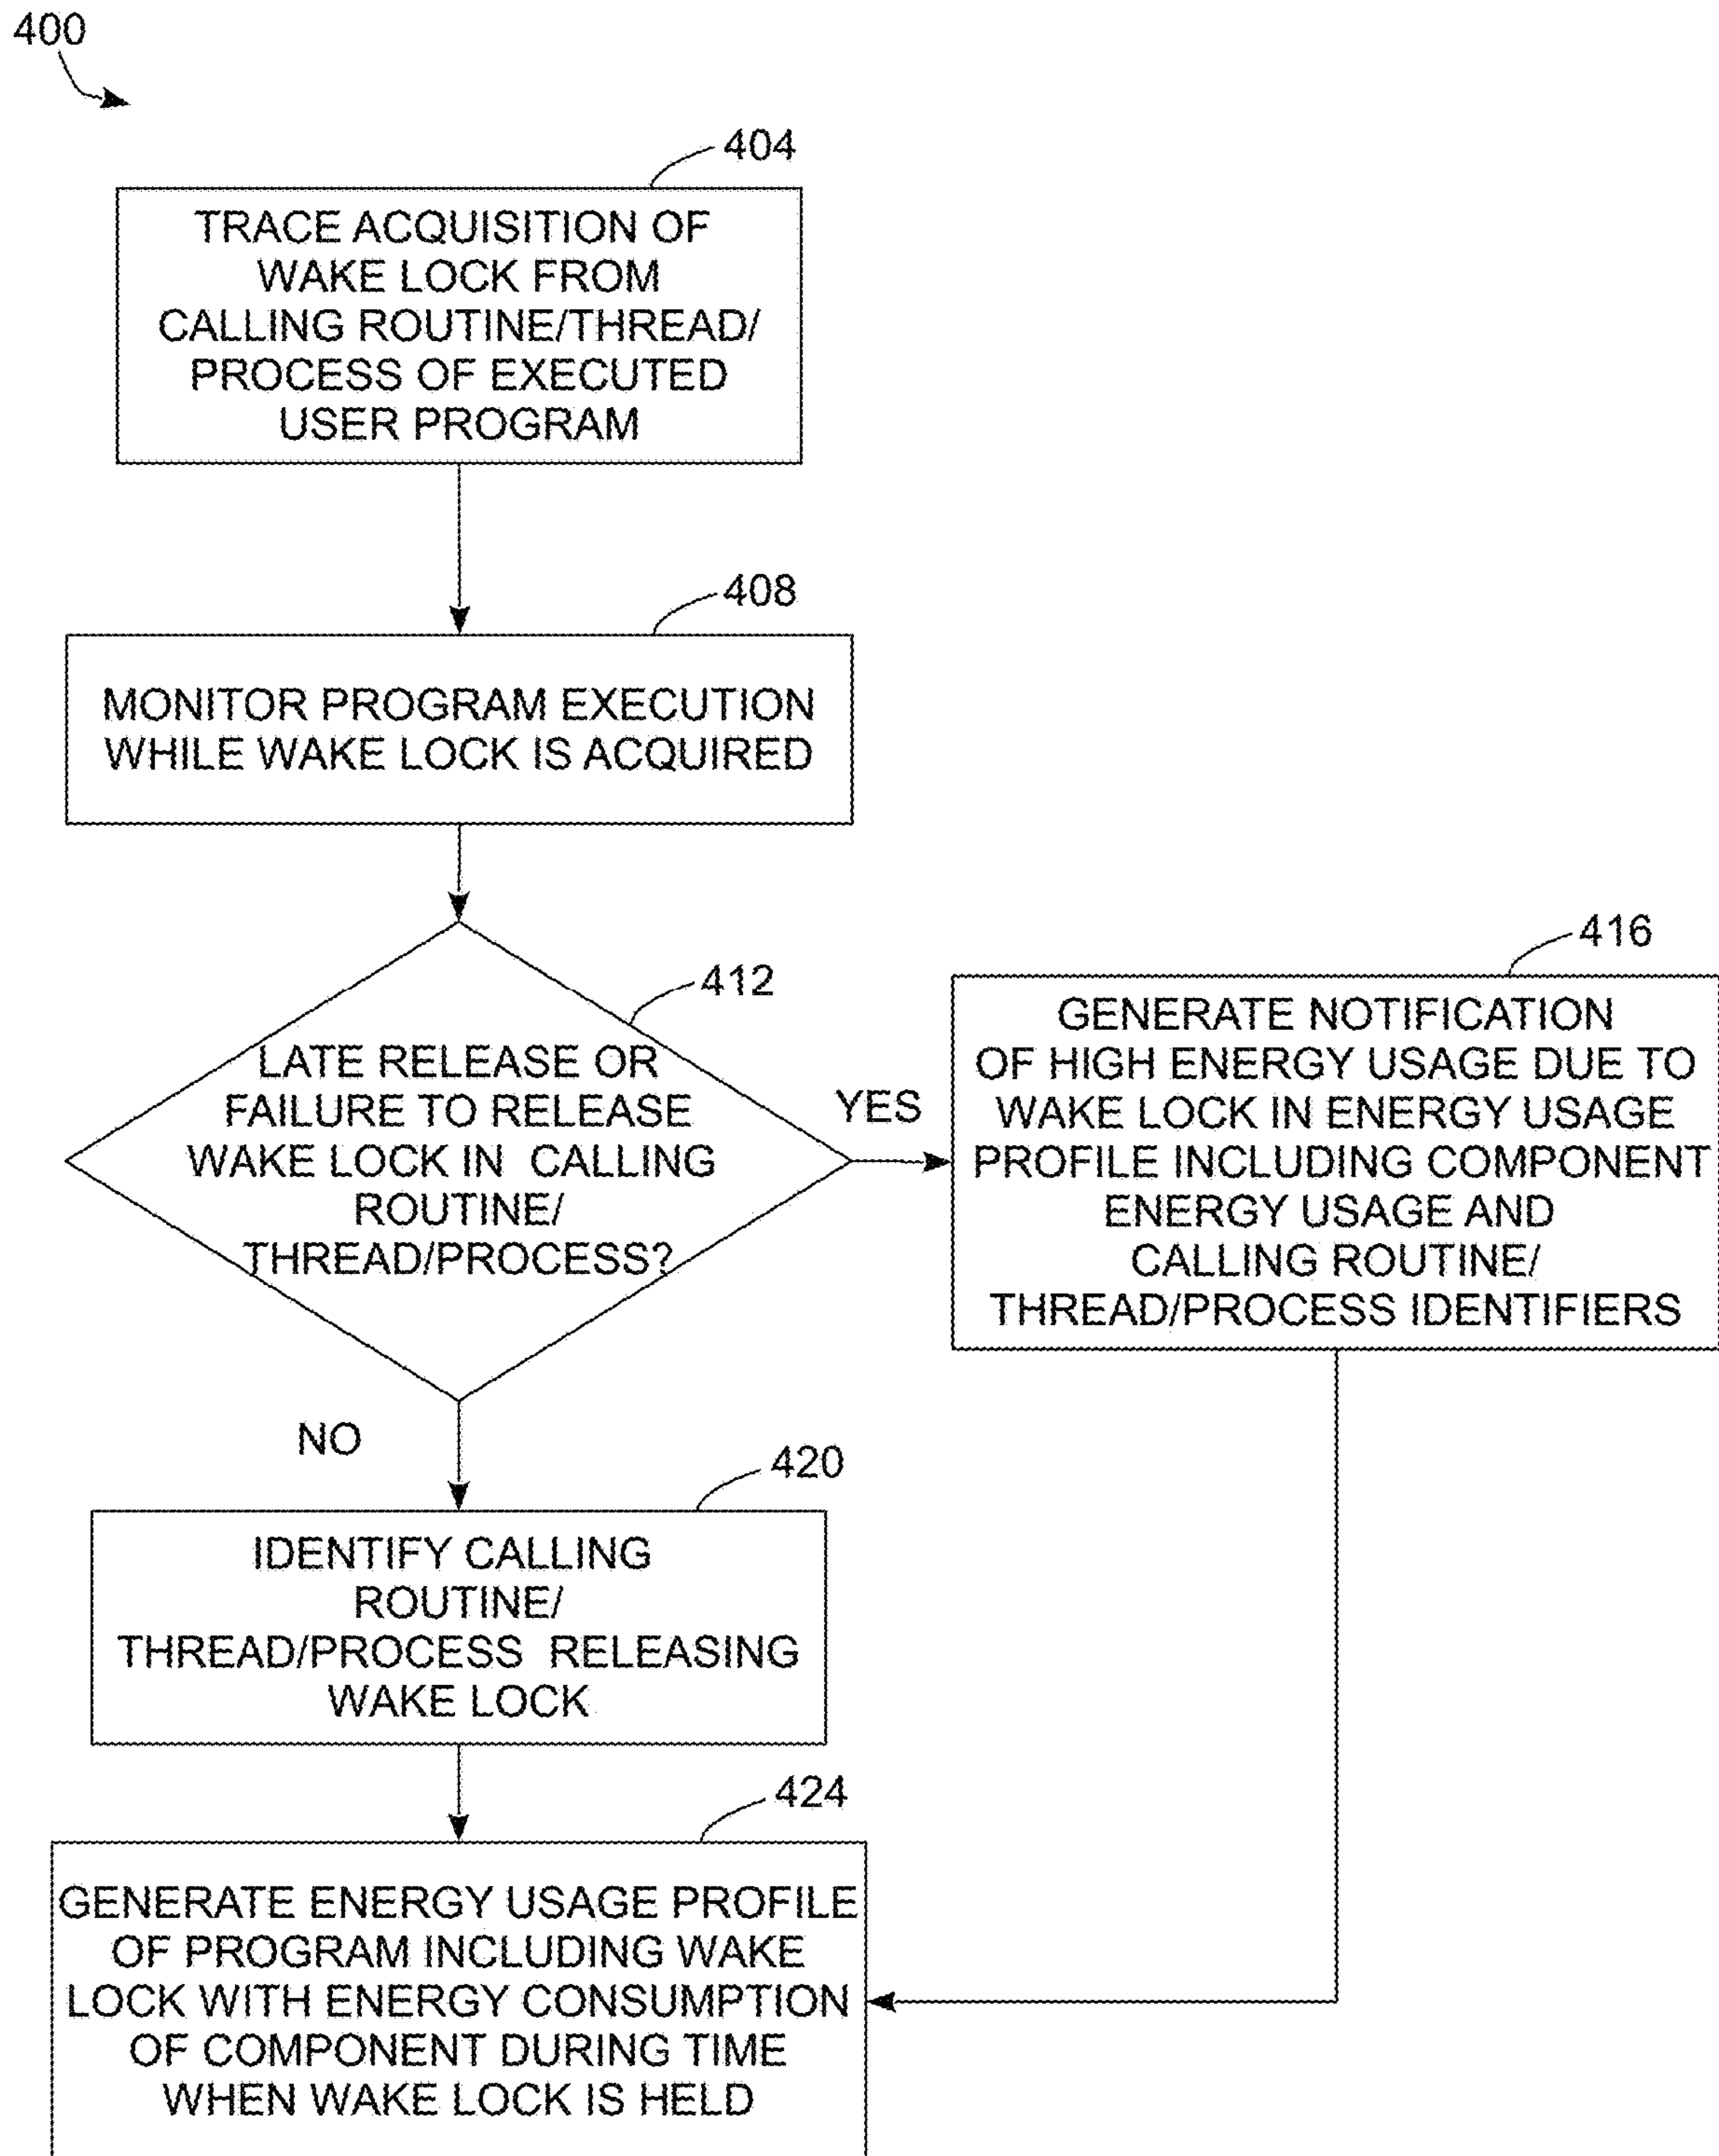 400
404
TRACE ACQUISITION OF
WAKE LOCK FROM
CALLING ROUTINE/THREAD/
PROCESS OF EXECUTED
USER PROGRAM
408
MONITOR PROGRAM EXECUTION
WHILE WAKE LOCK IS ACQUIRED
412
LATE RELEASE OR
FAILURE TO RELEASE
WAKE LOCK IN CALLING
ROUTINE/
THREAD/PROCESS?
YES
416
GENERATE NOTIFICATION
OF HIGH ENERGY USAGE DUE TO
WAKE LOCK IN ENERGY USAGE
PROFILE INCLUDING COMPONENT
ENERGY USAGE AND
CALLING ROUTINE/
THREAD/PROCESS IDENTIFIERS
NO
420
IDENTIFY CALLING
ROUTINE/
THREAD/PROCESS RELEASING
WAKE LOCK
424
GENERATE ENERGY USAGE PROFILE
OF PROGRAM INCLUDING WAKE
LOCK WITH ENERGY CONSUMPTION
OF COMPONENT DURING TIME
WHEN WAKE LOCK IS HELD